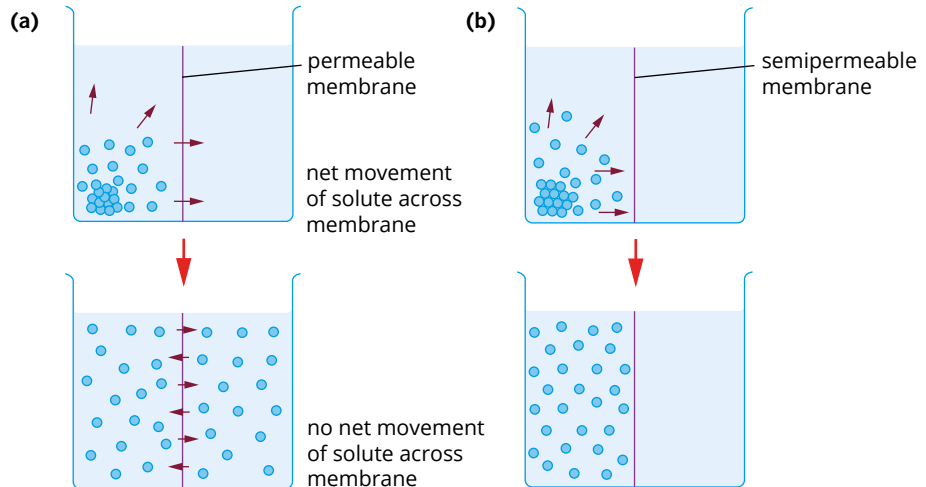 (a)
permeable
membrane
net movement
of solute across
membrane
no net movement
of solute across
membrane
(b)
semipermeable
membrane